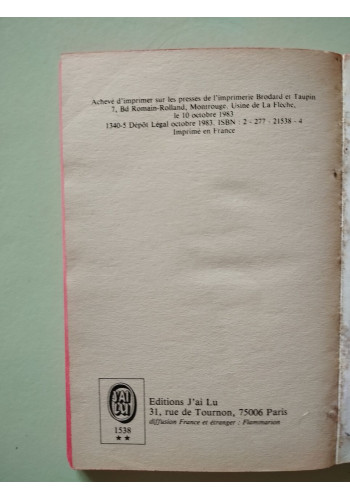 Achevé d'imprimer sur les presses de l'imprimerie Brodard et Taupin
7, Bd Romain-Rolland, Montrouge. Usine de La Flèche,
le 10 octobre 1983
1340-5 Dépôt Légal octobre 1983. ISBN : 2 - 277 - 21538 - 4
Imprimé en France
J'AI
LU
1538
★★
Editions J'ai Lu
31, rue de Tournon, 75006 Paris
diffusion France et étranger : Flammarion